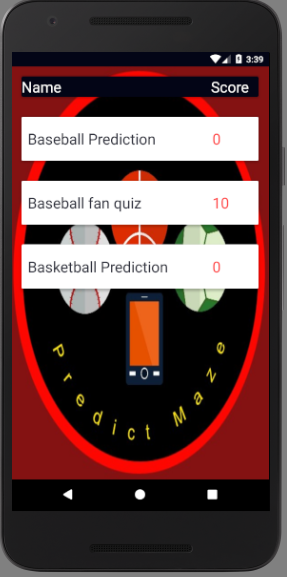 3:39
Name Score
Baseball Prediction 0
Baseball fan quiz 10
Basketball Prediction 0
Predict Maze